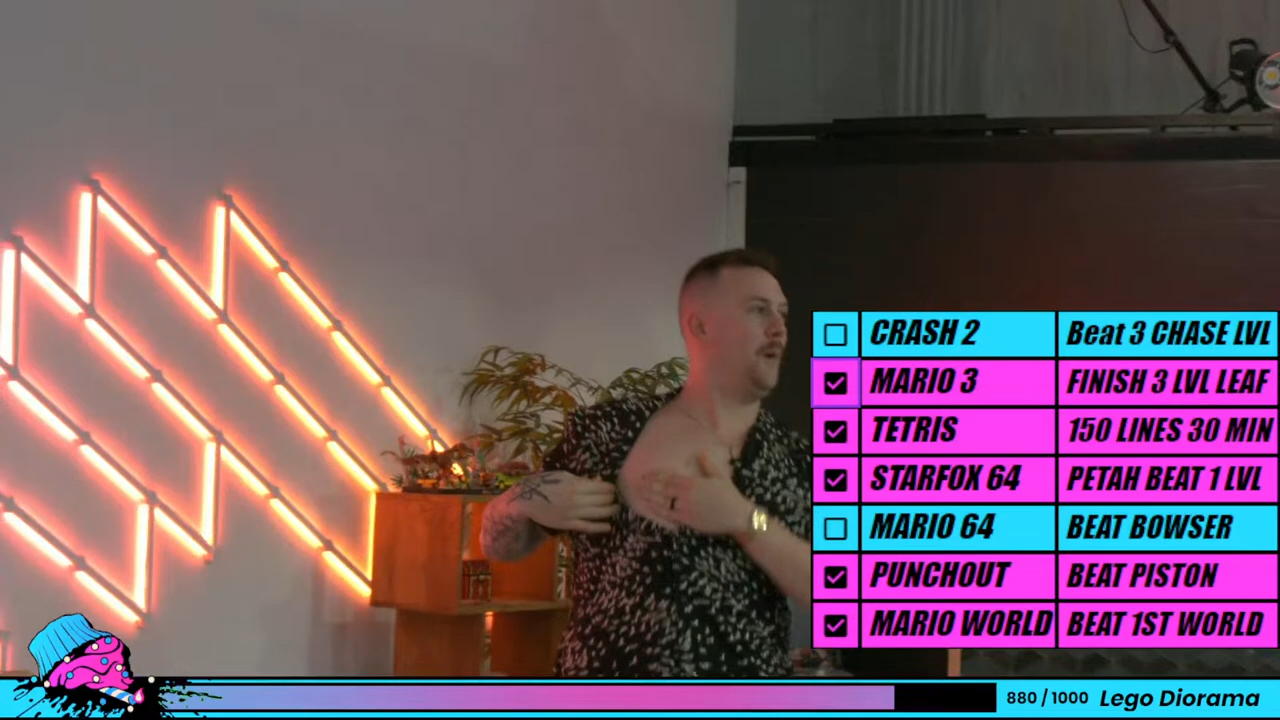 CRASH 2 Beat 3 CHASE LVL
MARIO 3 FINISH 3 LVL LEAF
TETRIS 150 LINES 30 MIN
STARFOX 64 PETAH BEAT 1 LVL
MARIO 64 BEAT BOWSER
PUNCHOUT BEAT PISTON
MARIO WORLD BEAT 1ST WORLD
880 / 1000 Lego Diorama